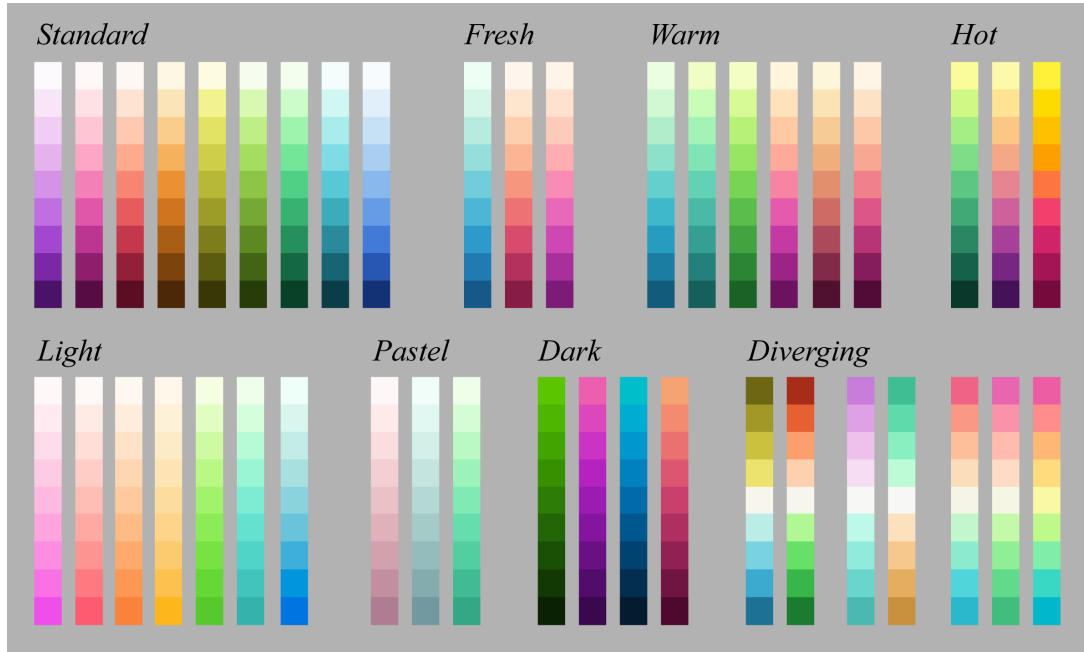 Standard
Fresh
Warm
Hot
Light
Pastel
Dark
Diverging